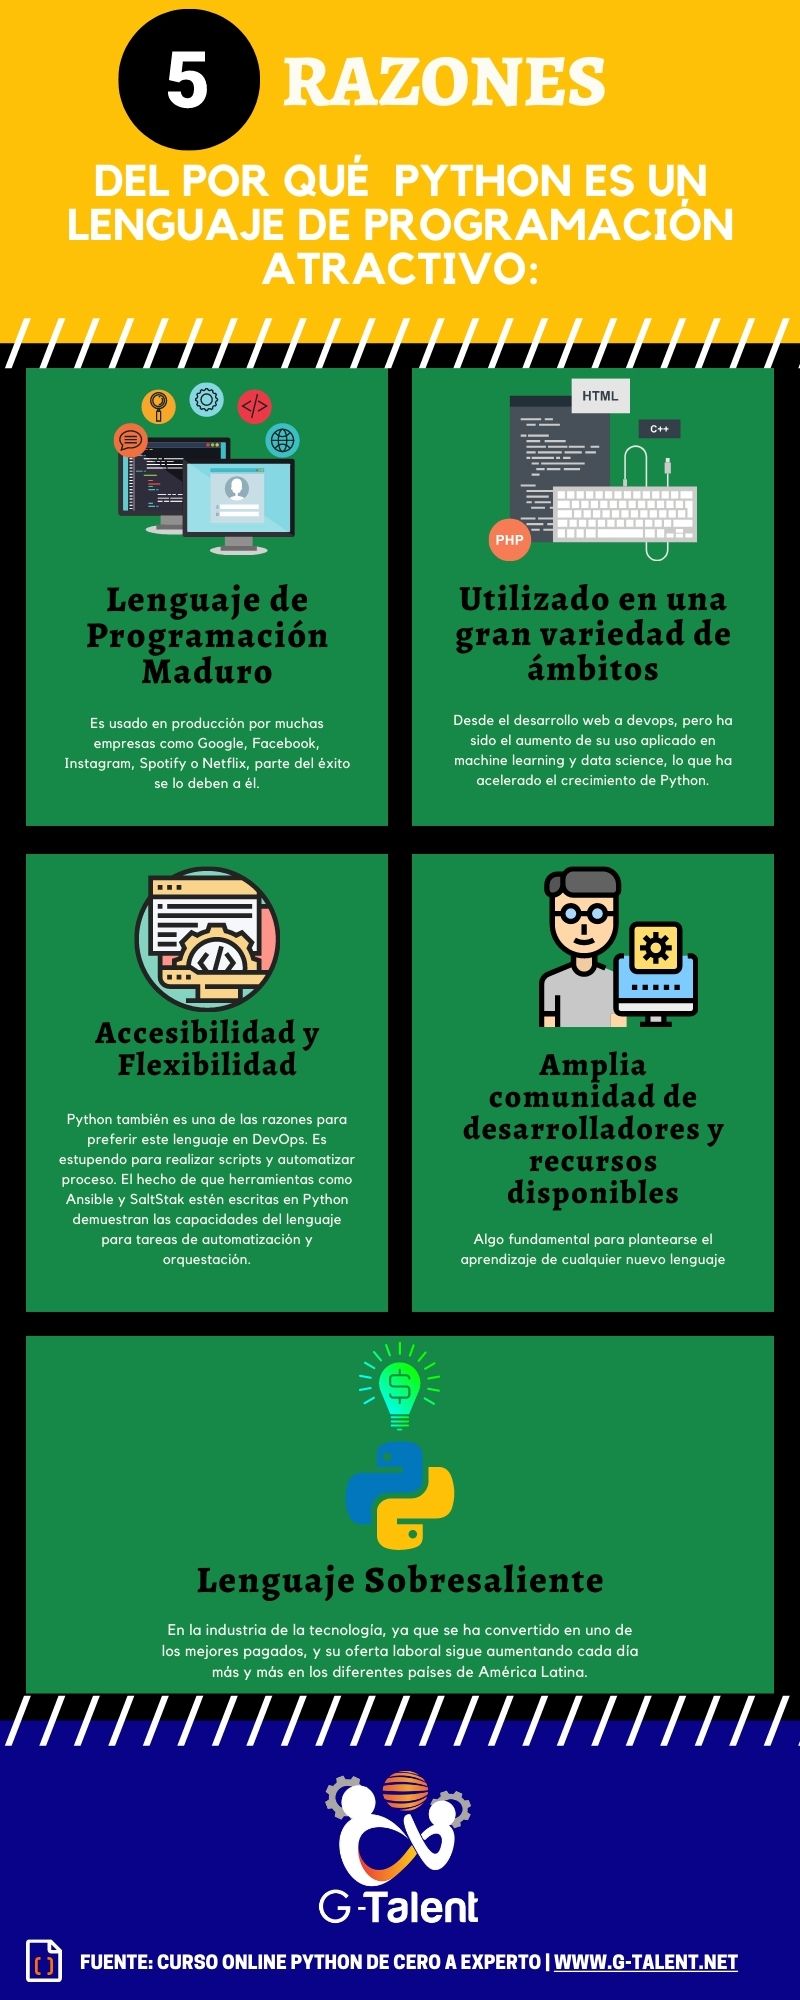 5 RAZONES
DEL POR QUÉ PYTHON ES UN
LENGUAJE DE PROGRAMACIÓN
ATRACTIVO:
HTML
C++
PHP
Lenguaje de
Programación
Maduro
Es usado en producción por muchas
empresas como Google, Facebook,
Instagram, Spotify o Netflix, parte del éxito
se lo deben a él.
Utilizado en una
gran variedad de
ámbitos
Desde el desarrollo web a devops, pero ha
sido el aumento de su uso aplicado en
machine learning y data science, lo que ha
acelerado el crecimiento de Python.
Accesibilidad y
Flexibilidad
Python también es una de las razones para
preferir este lenguaje en DevOps. Es
estupendo para realizar scripts y automatizar
proceso. El hecho de que herramientas como
Ansible y SaltStak estén escritas en Python
demuestran las capacidades del lenguaje
para tareas de automatización y
orquestación.
Amplia
comunidad de
desarrolladores y
recursos
disponibles
Algo fundamental para plantearse el
aprendizaje de cualquier nuevo lenguaje
Lenguaje Sobresaliente
En la industria de la tecnología, ya que se ha convertido en uno de
los mejores pagados, y su oferta laboral sigue aumentando cada día
más y más en los diferentes países de América Latina.
G-Talent
FUENTE: CURSO ONLINE PYTHON DE CERO A EXPERTO | WWW.G-TALENT.NET